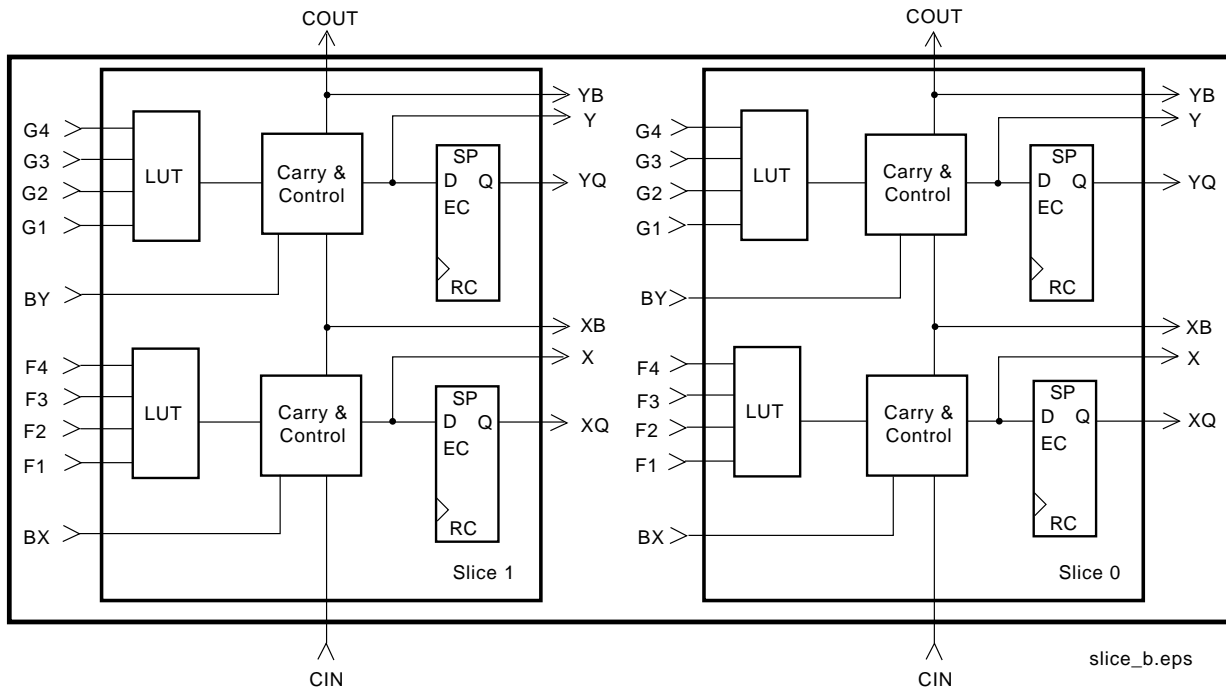 COUT
YB
Y
G4
G3
G2
G1
LUT
Carry &
Control
SP
D Q
EC
RC
YQ
BY
XB
X
F4
F3
F2
F1
LUT
Carry &
Control
SP
D Q
EC
RC
XQ
BX
Slice 1
CIN
COUT
YB
Y
G4
G3
G2
G1
LUT
Carry &
Control
SP
D Q
EC
RC
YQ
BY
XB
X
F4
F3
F2
F1
LUT
Carry &
Control
SP
D Q
EC
RC
XQ
BX
Slice 0
CIN
slice_b.eps